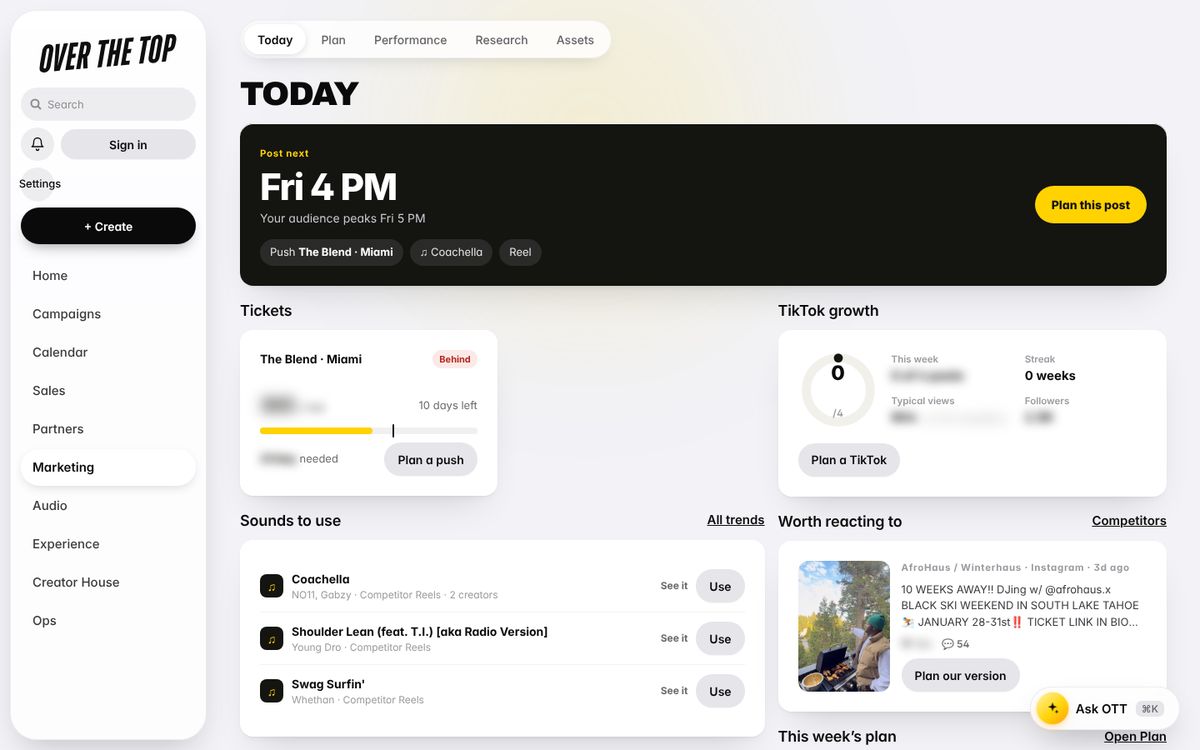 OVER THE TOP
Search
Sign in
Settings
+ Create
Home
Campaigns
Calendar
Sales
Partners
Marketing
Audio
Experience
Creator House
Ops
Today
Plan
Performance
Research
Assets
TODAY
Post next
Fri 4 PM
Your audience peaks Fri 5 PM
Push The Blend · Miami
♫ Coachella
Reel
Plan this post
Tickets
The Blend · Miami
Behind
10 days left
needed
Plan a push
TikTok growth
0
/4
This week
Streak
0 weeks
Typical views
Followers
Plan a TikTok
Sounds to use
All trends
Coachella
NO11, Gabzy · Competitor Reels · 2 creators
See it
Use
Shoulder Lean (feat. T.I.) [aka Radio Version]
Young Dro · Competitor Reels
See it
Use
Swag Surfin'
Whethan · Competitor Reels
See it
Use
Worth reacting to
Competitors
AfroHaus / Winterhaus · Instagram · 3d ago
10 WEEKS AWAY!! DJing w/ @afrohaus.x
BLACK SKI WEEKEND IN SOUTH LAKE TAHOE
⛷️ JANUARY 28-31st‼️ TICKET LINK IN BIO...
💬 54
Plan our version
Ask OTT
⌘K
This week's plan
Open Plan